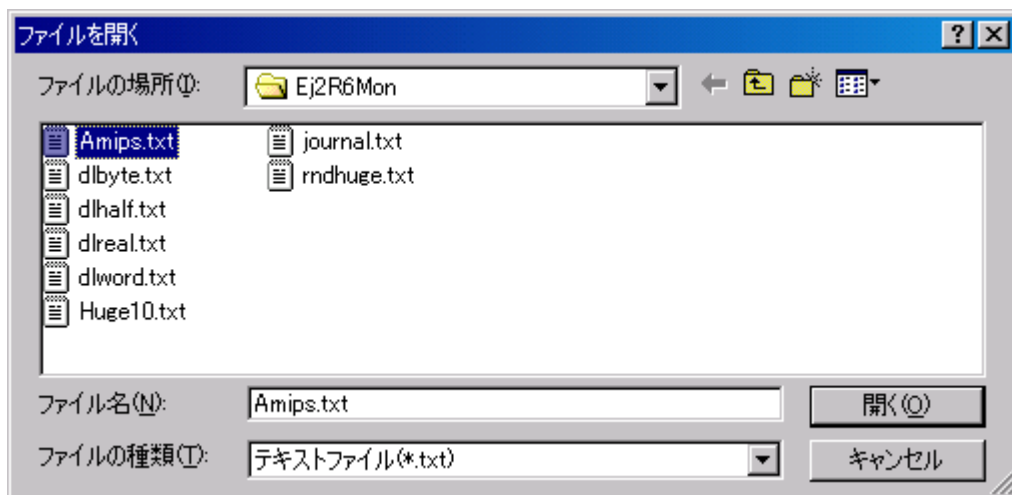 ファイルを開く
ファイルの場所(I):
Ej2R6Mon
Amips.txt
dlbyte.txt
dlhalf.txt
dlreal.txt
dlword.txt
Huge10.txt
journal.txt
rndhuge.txt
ファイル名(N):
Amips.txt
開く(O)
ファイルの種類(T):
テキストファイル(*.txt)
キャンセル